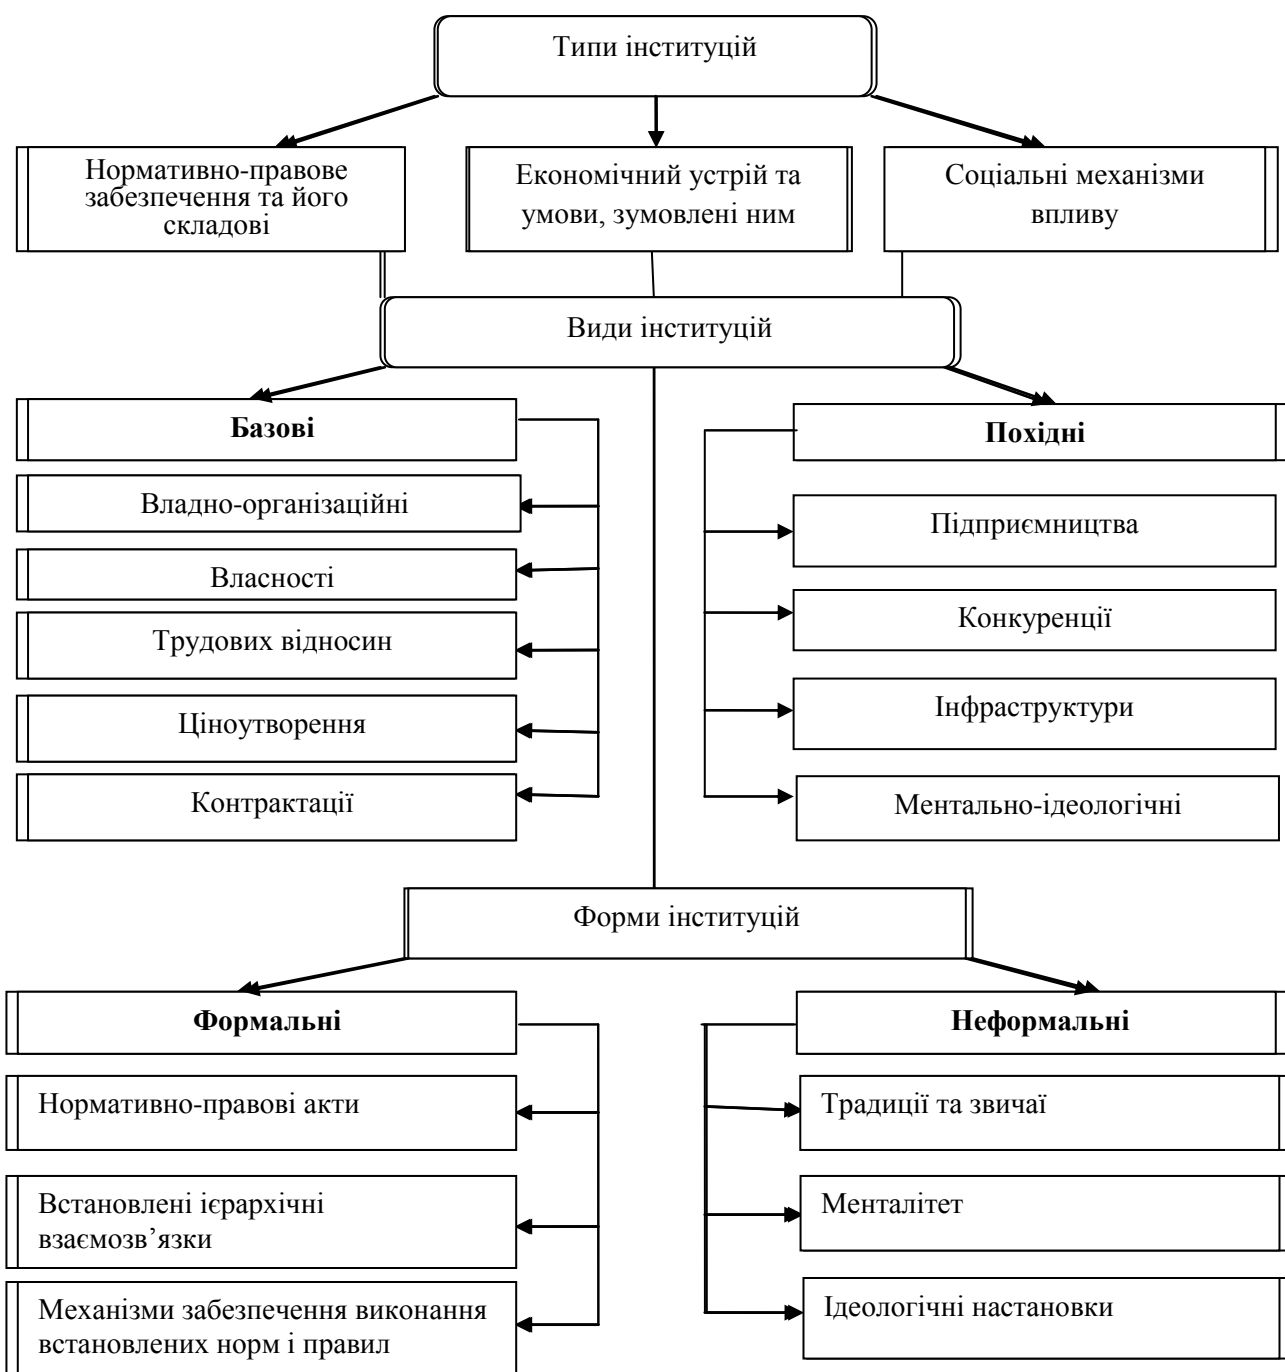 Типи інституцій
Нормативно-правове
забезпечення та його
складові
Економічний устрій та
умови, зумовлені ним
Соціальні механізми
впливу
Види інституцій
Базові
Владно-організаційні
Власності
Трудових відносин
Ціноутворення
Контрактації
Похідні
Підприємництва
Конкуренції
Інфраструктури
Ментально-ідеологічні
Форми інституцій
Формальні
Нормативно-правові акти
Встановлені ієрархічні
взаємозв’язки
Механізми забезпечення виконання
встановлених норм і правил
Неформальні
Традиції та звичаї
Менталітет
Ідеологічні настановки